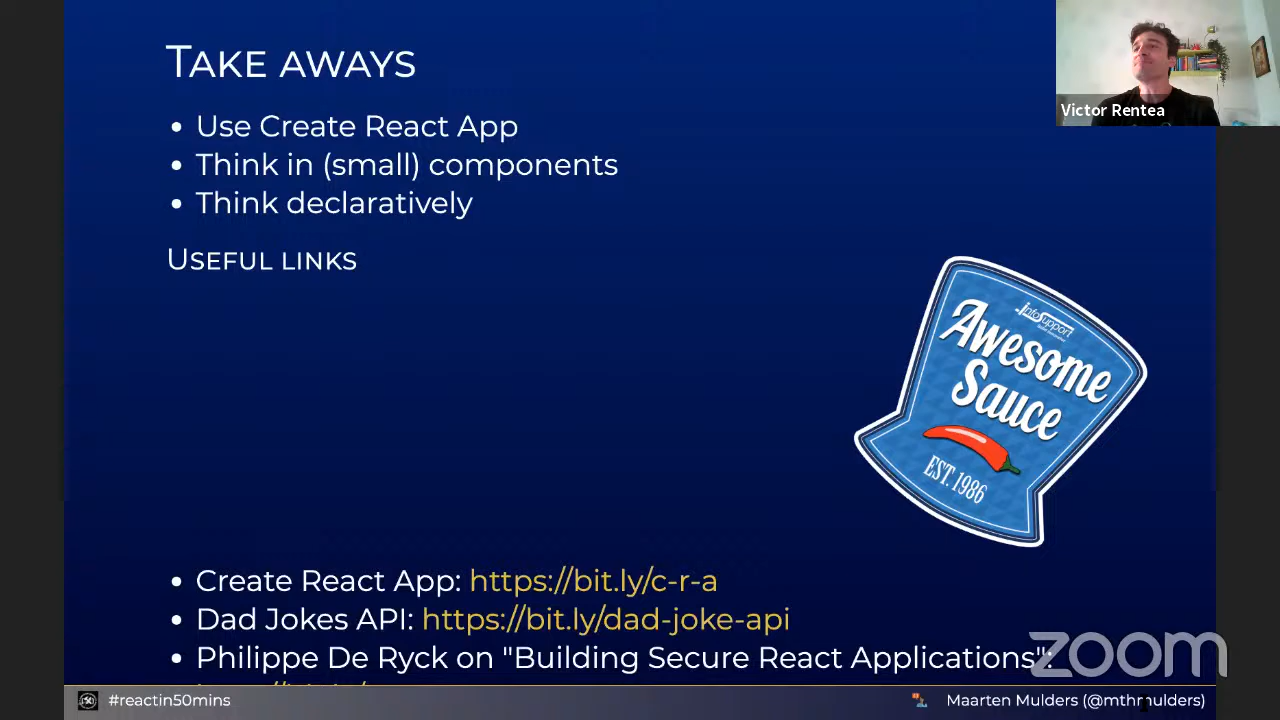 TAKE AWAYS
Victor Rentea
• Use Create React App
• Think in (small) components
• Think declaratively
USEFUL LINKS
infoSupport
Awesome
Sauce
EST. 1986
• Create React App: https://bit.ly/c-r-a
• Dad Jokes API: https://bit.ly/dad-joke-api
• Philippe De Ryck on "Building Secure React Applications":
zoom
#reactin50mins
Maarten Mulders (@mthmulders)